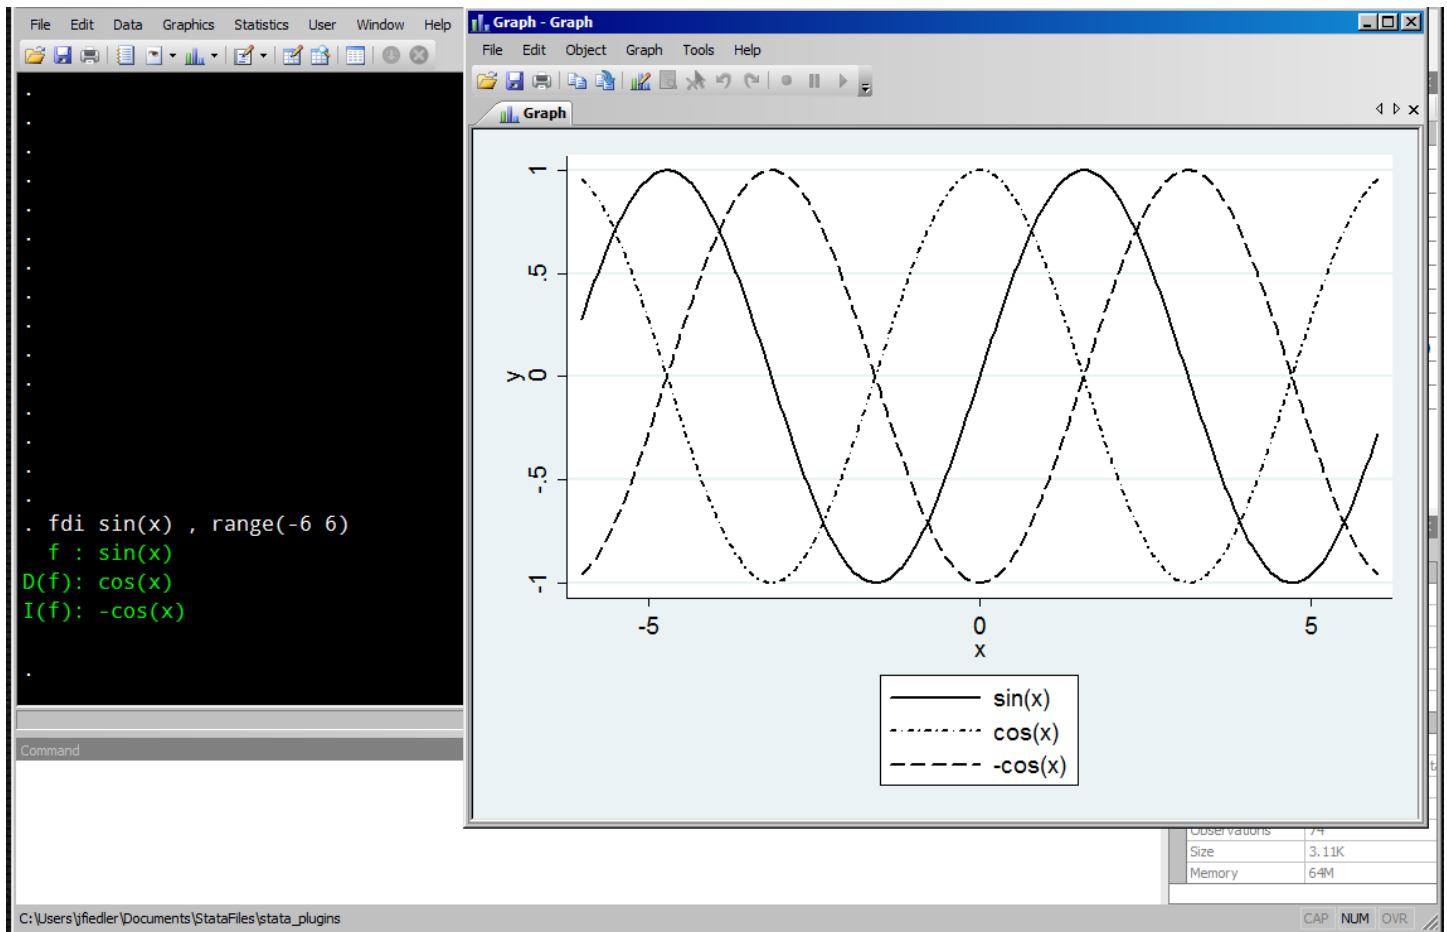 File Edit Data Graphics Statistics User Window Help
. fdi sin(x) , range(-6 6)
f : sin(x)
D(f): cos(x)
I(f): -cos(x)
.
Command
Graph - Graph
File Edit Object Graph Tools Help
Graph
1
.5
0
-.5
-1
y
-5 0 5
x
sin(x)
cos(x)
-cos(x)
Observations 74
Size 3.11K
Memory 64M
C:\Users\jfiedler\Documents\StataFiles\stata_plugins
CAP NUM OVR